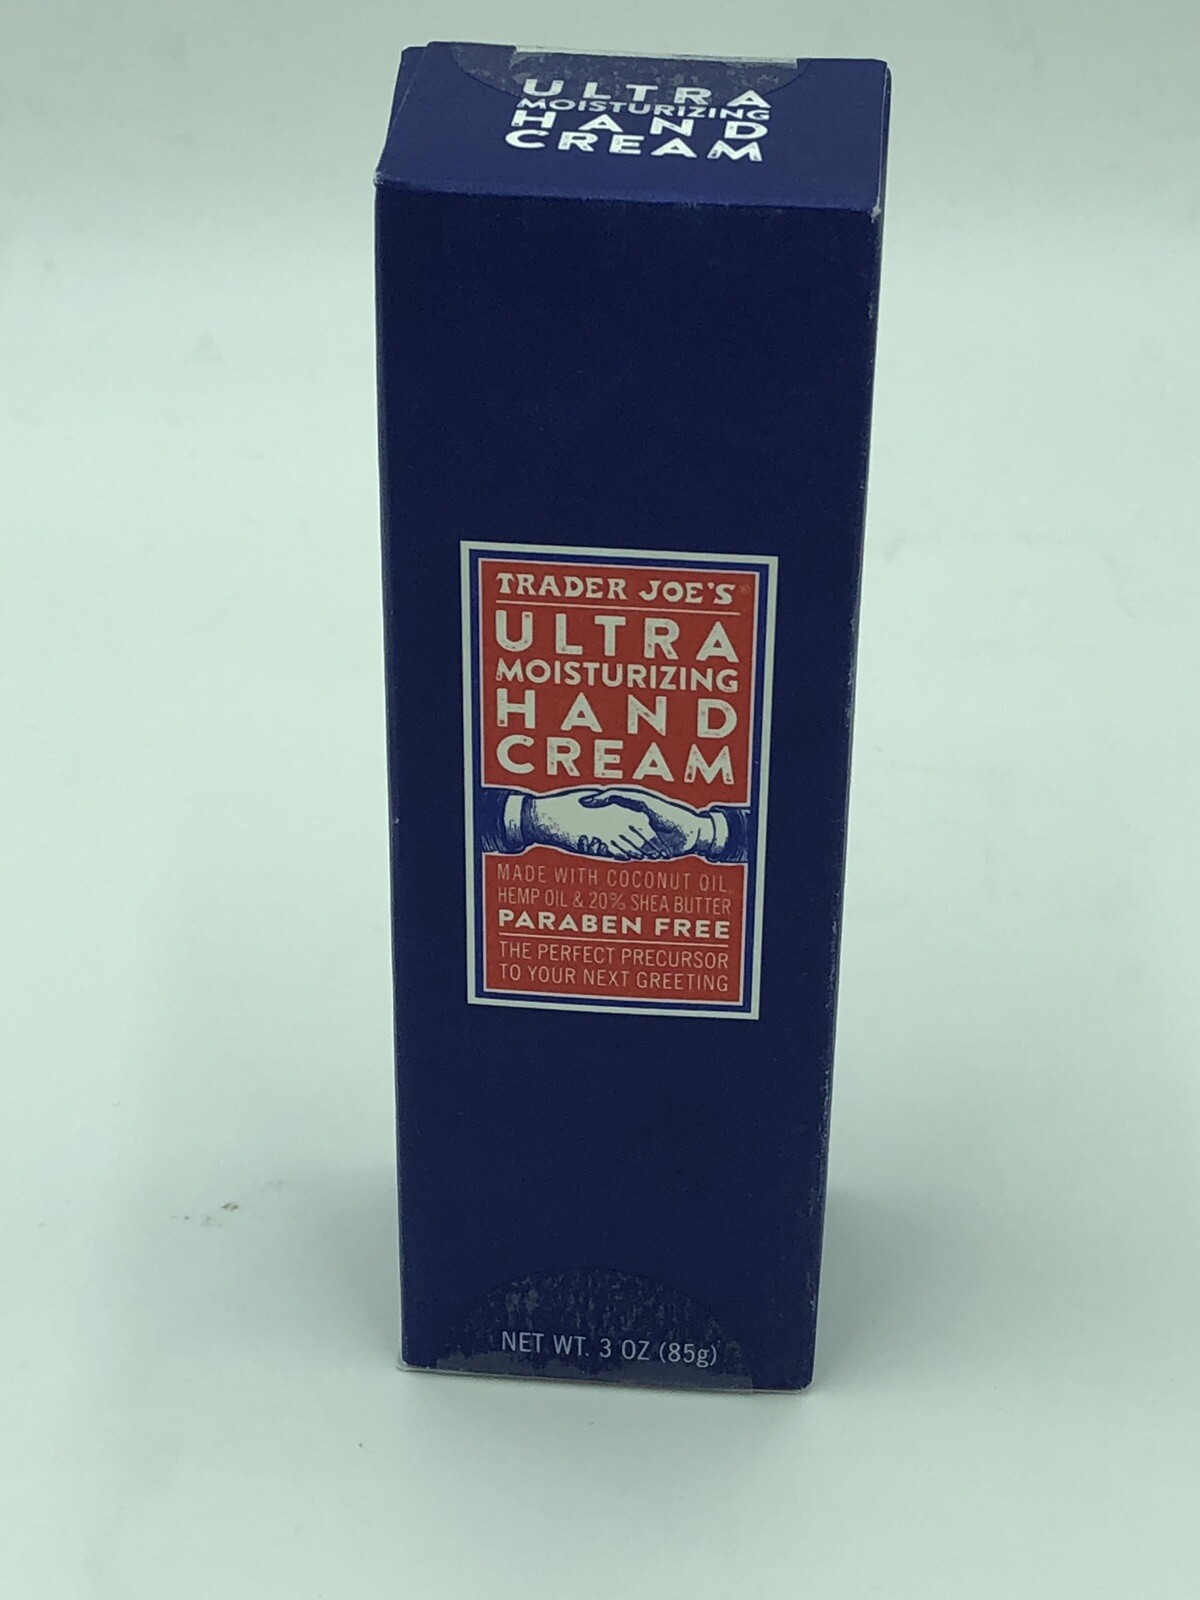 ULTRA
MOISTURIZING
HAND
CREAM
TRADER JOE'S®
ULTRA
MOISTURIZING
HAND
CREAM
MADE WITH COCONUT OIL,
HEMP OIL & 20% SHEA BUTTER
PARABEN FREE
THE PERFECT PRECURSOR
TO YOUR NEXT GREETING
NET WT. 3 OZ (85g)